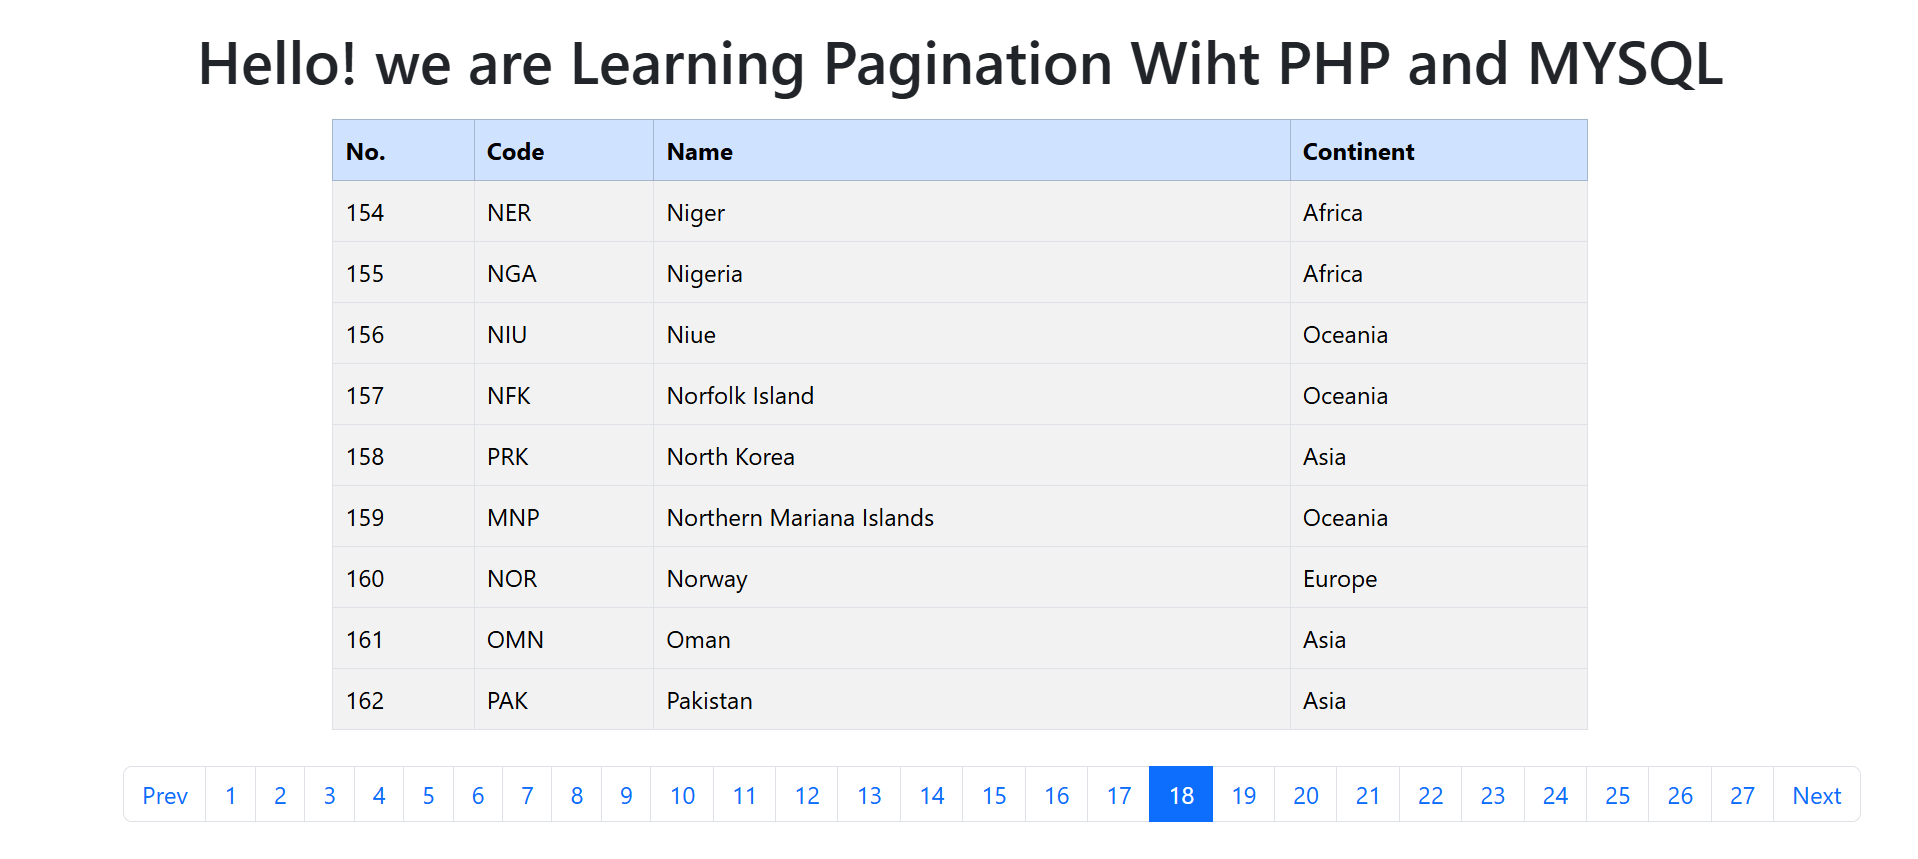 Hello! we are Learning Pagination Wiht PHP and MYSQL
No. Code Name Continent
154 NER Niger Africa
155 NGA Nigeria Africa
156 NIU Niue Oceania
157 NFK Norfolk Island Oceania
158 PRK North Korea Asia
159 MNP Northern Mariana Islands Oceania
160 NOR Norway Europe
161 OMN Oman Asia
162 PAK Pakistan Asia
Prev 1 2 3 4 5 6 7 8 9 10 11 12 13 14 15 16 17 18 19 20 21 22 23 24 25 26 27 Next